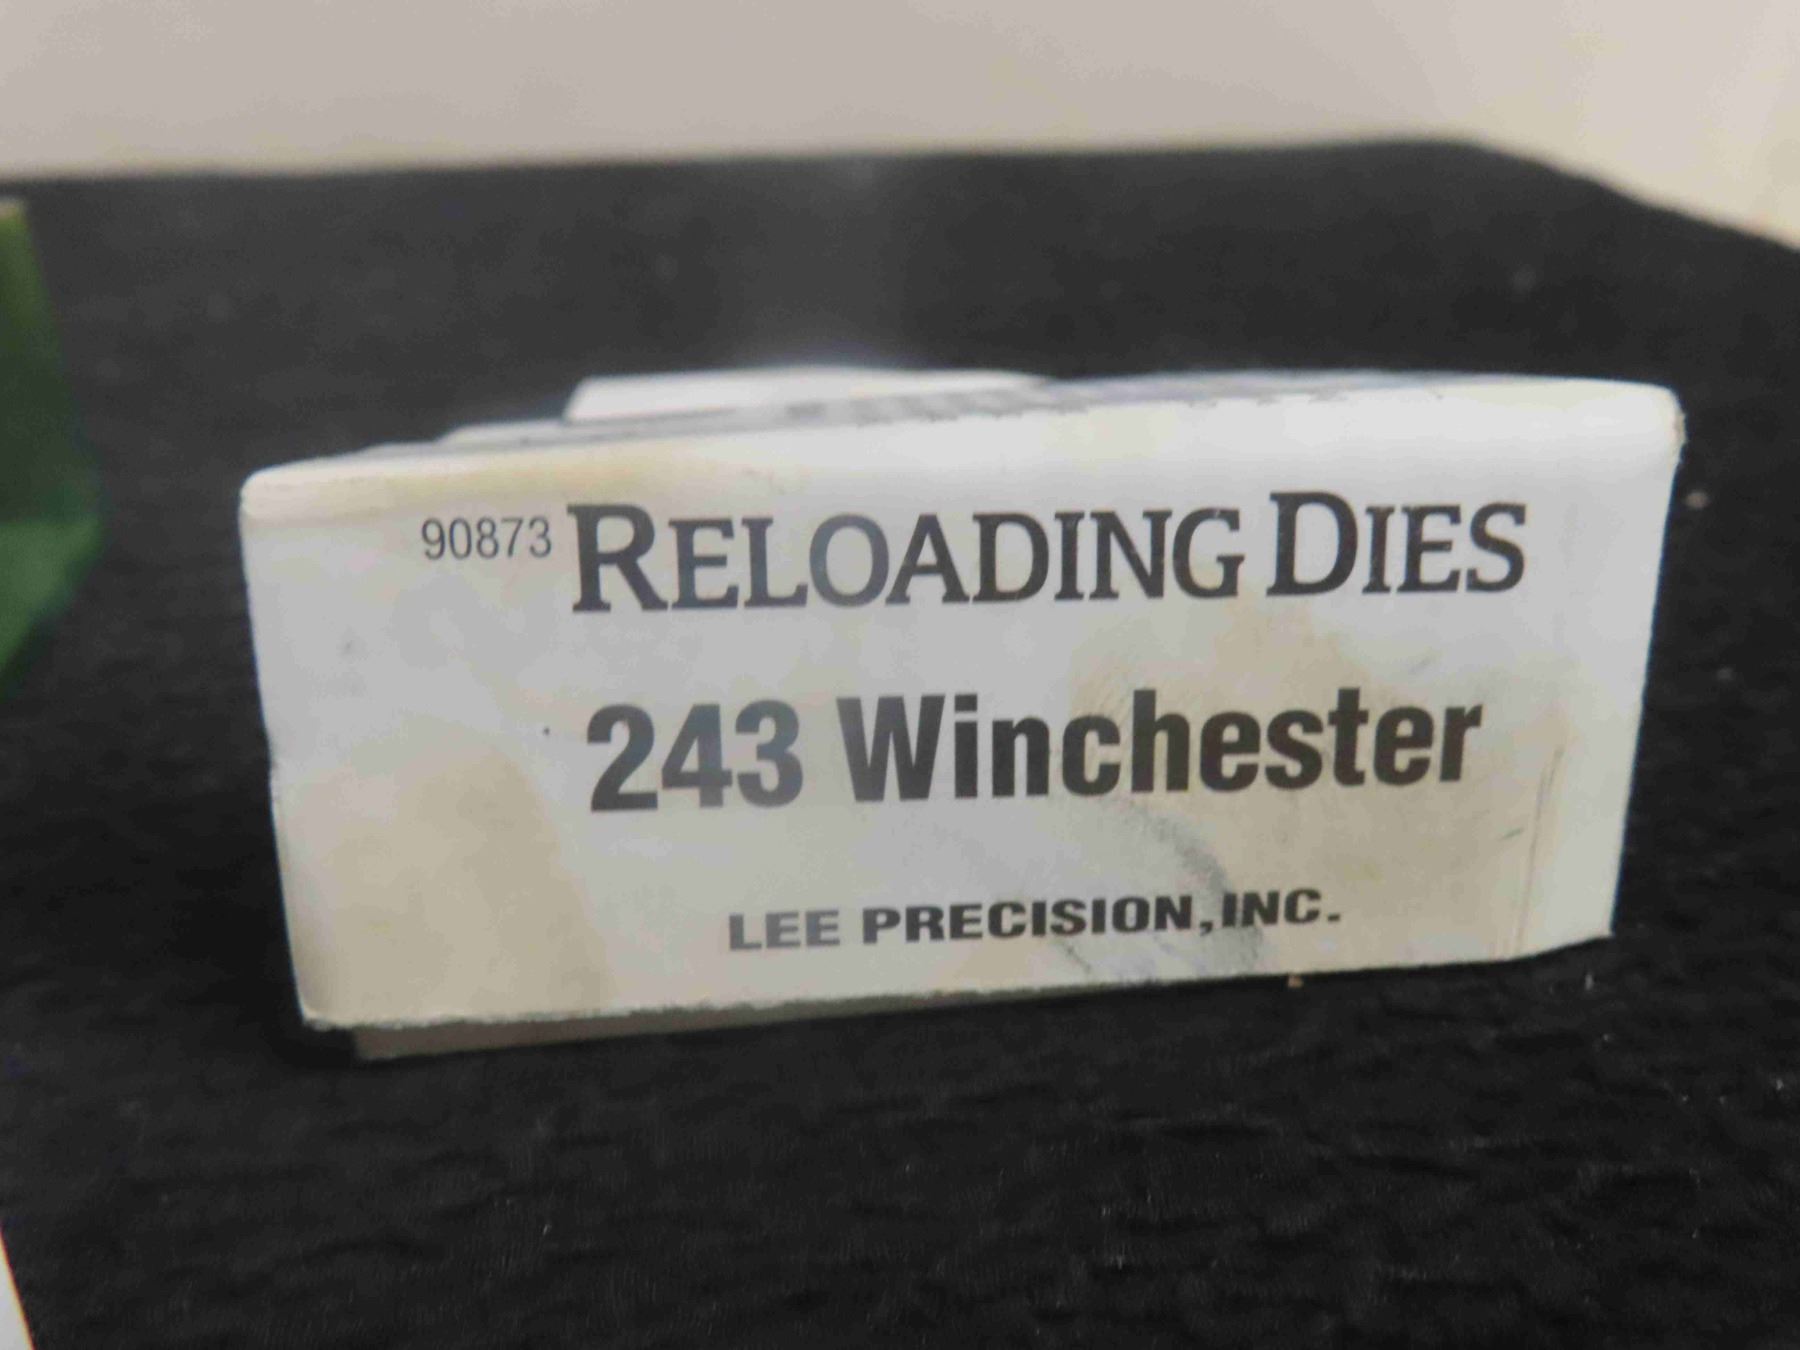 90873 RELOADING DIES
243 Winchester
LEE PRECISION, INC.